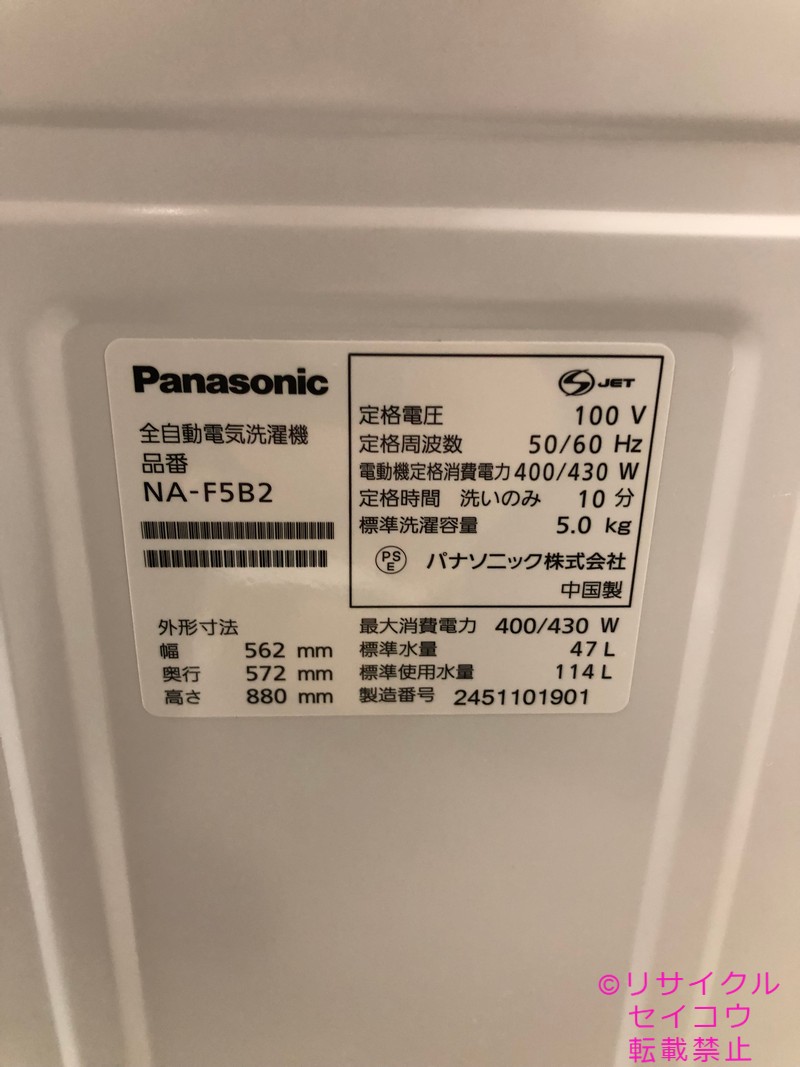 Panasonic
全自動電気洗濯機
品番
NA-F5B2
JET
定格電圧 100 V
定格周波数 50/60 Hz
電動機定格消費電力 400/430 W
定格時間 洗いのみ 10 分
標準洗濯容量 5.0 kg
PS
E
パナソニック株式会社
中国製
外形寸法
幅 562 mm
奥行 572 mm
高さ 880 mm
最大消費電力 400/430 W
標準水量 47 L
標準使用水量 114 L
製造番号 2451101901
©リサイクル
セイコウ
転載禁止